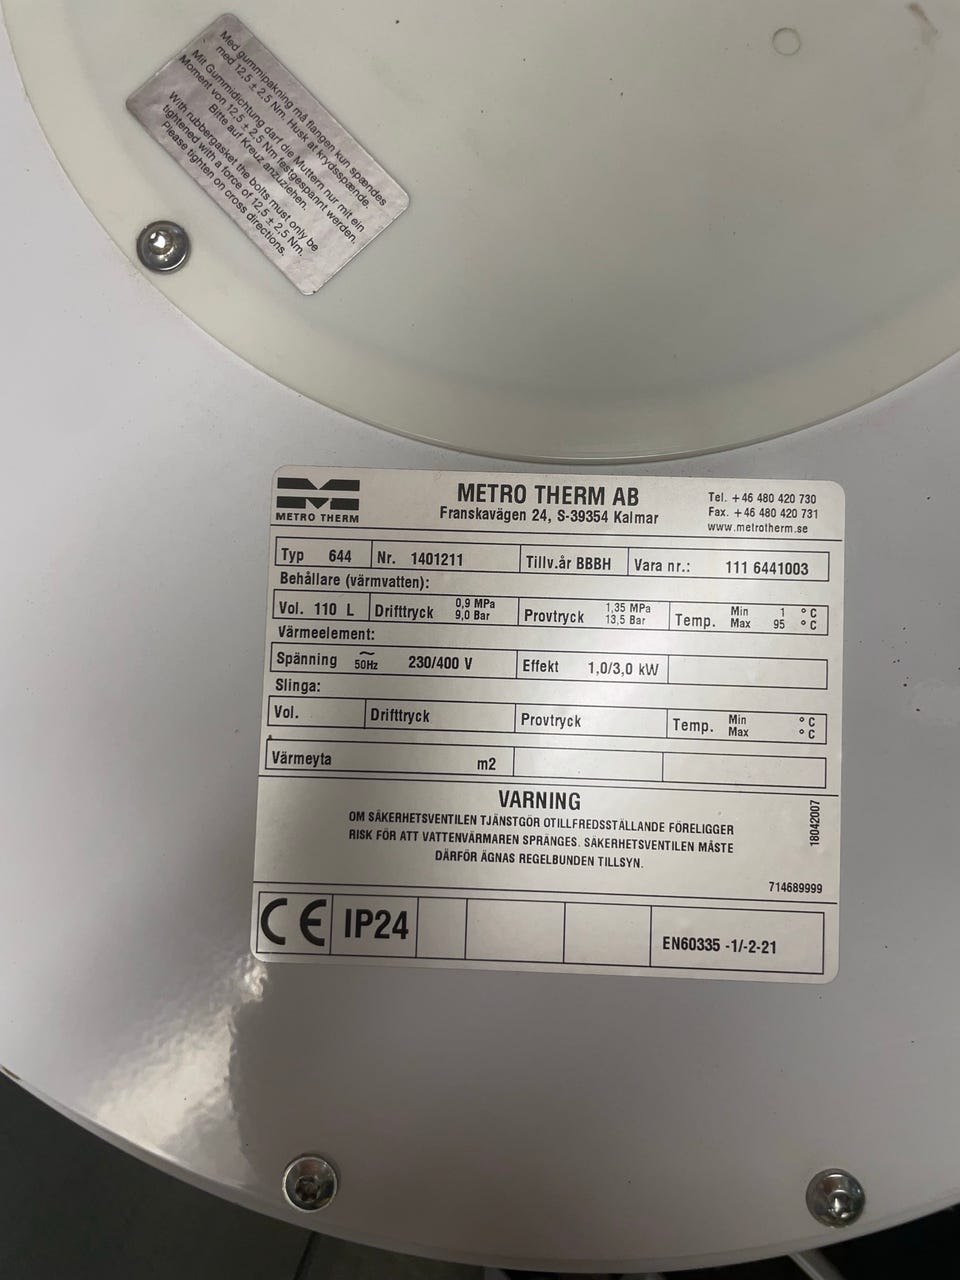 Med gummipakning må flangen kun spændes
med 12,5 ± 2,5 Nm. Husk at krydsspænde.
Mit Gummidichtung darf die Muttern nur mit ein
Moment von 12,5 ± 2,5 Nm festgespannt werden.
Bitte auf Kreuz anzuziehen.
With rubbergasket the bolts must only be
tightened with a force of 12,5 ± 2,5 Nm.
Please tighten on cross directions.
METRO THERM
METRO THERM AB
Franskavägen 24, S-39354 Kalmar
Tel. +46 480 420 730
Fax. +46 480 420 731
www.metrotherm.se
Typ 644 Nr. 1401211 Tillv.år BBBH Vara nr.: 111 6441003
Behållare (värmvatten):
Vol. 110 L Drifttryck 0,9 MPa 9,0 Bar Provtryck 1,35 MPa 13,5 Bar Temp. Min 1 °C Max 95 °C
Värmeelement:
Spänning 50Hz 230/400 V Effekt 1,0/3,0 kW
Slinga:
Vol. Drifttryck Provtryck Temp. Min °C Max °C
Värmeyta m2
VARNING
OM SÄKERHETSVENTILEN TJÄNSTGÖR OTILLFREDSSTÄLLANDE FÖRELIGGER
RISK FÖR ATT VATTENVÄRMAREN SPRÄNGES. SÄKERHETSVENTILEN MÅSTE
DÄRFÖR ÄGNAS REGELBUNDEN TILLSYN.
18042007
714689999
CE IP24 EN60335 -1/-2-21